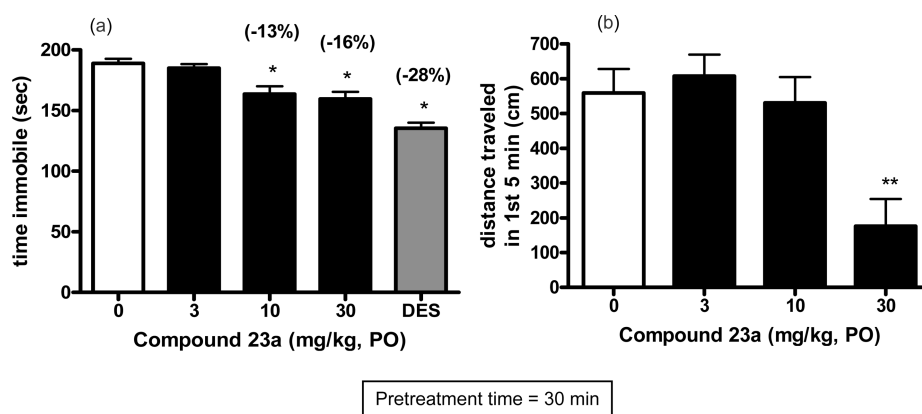 (a)
(-13%)
(-16%)
(-28%)
*
*
*
time immobile (sec)
200
150
100
50
0
0 3 10 30 DES
Compound 23a (mg/kg, PO)
(b)
distance traveled
in 1st 5 min (cm)
700
600
500
400
300
200
100
0
**
0 3 10 30
Compound 23a (mg/kg, PO)
Pretreatment time = 30 min